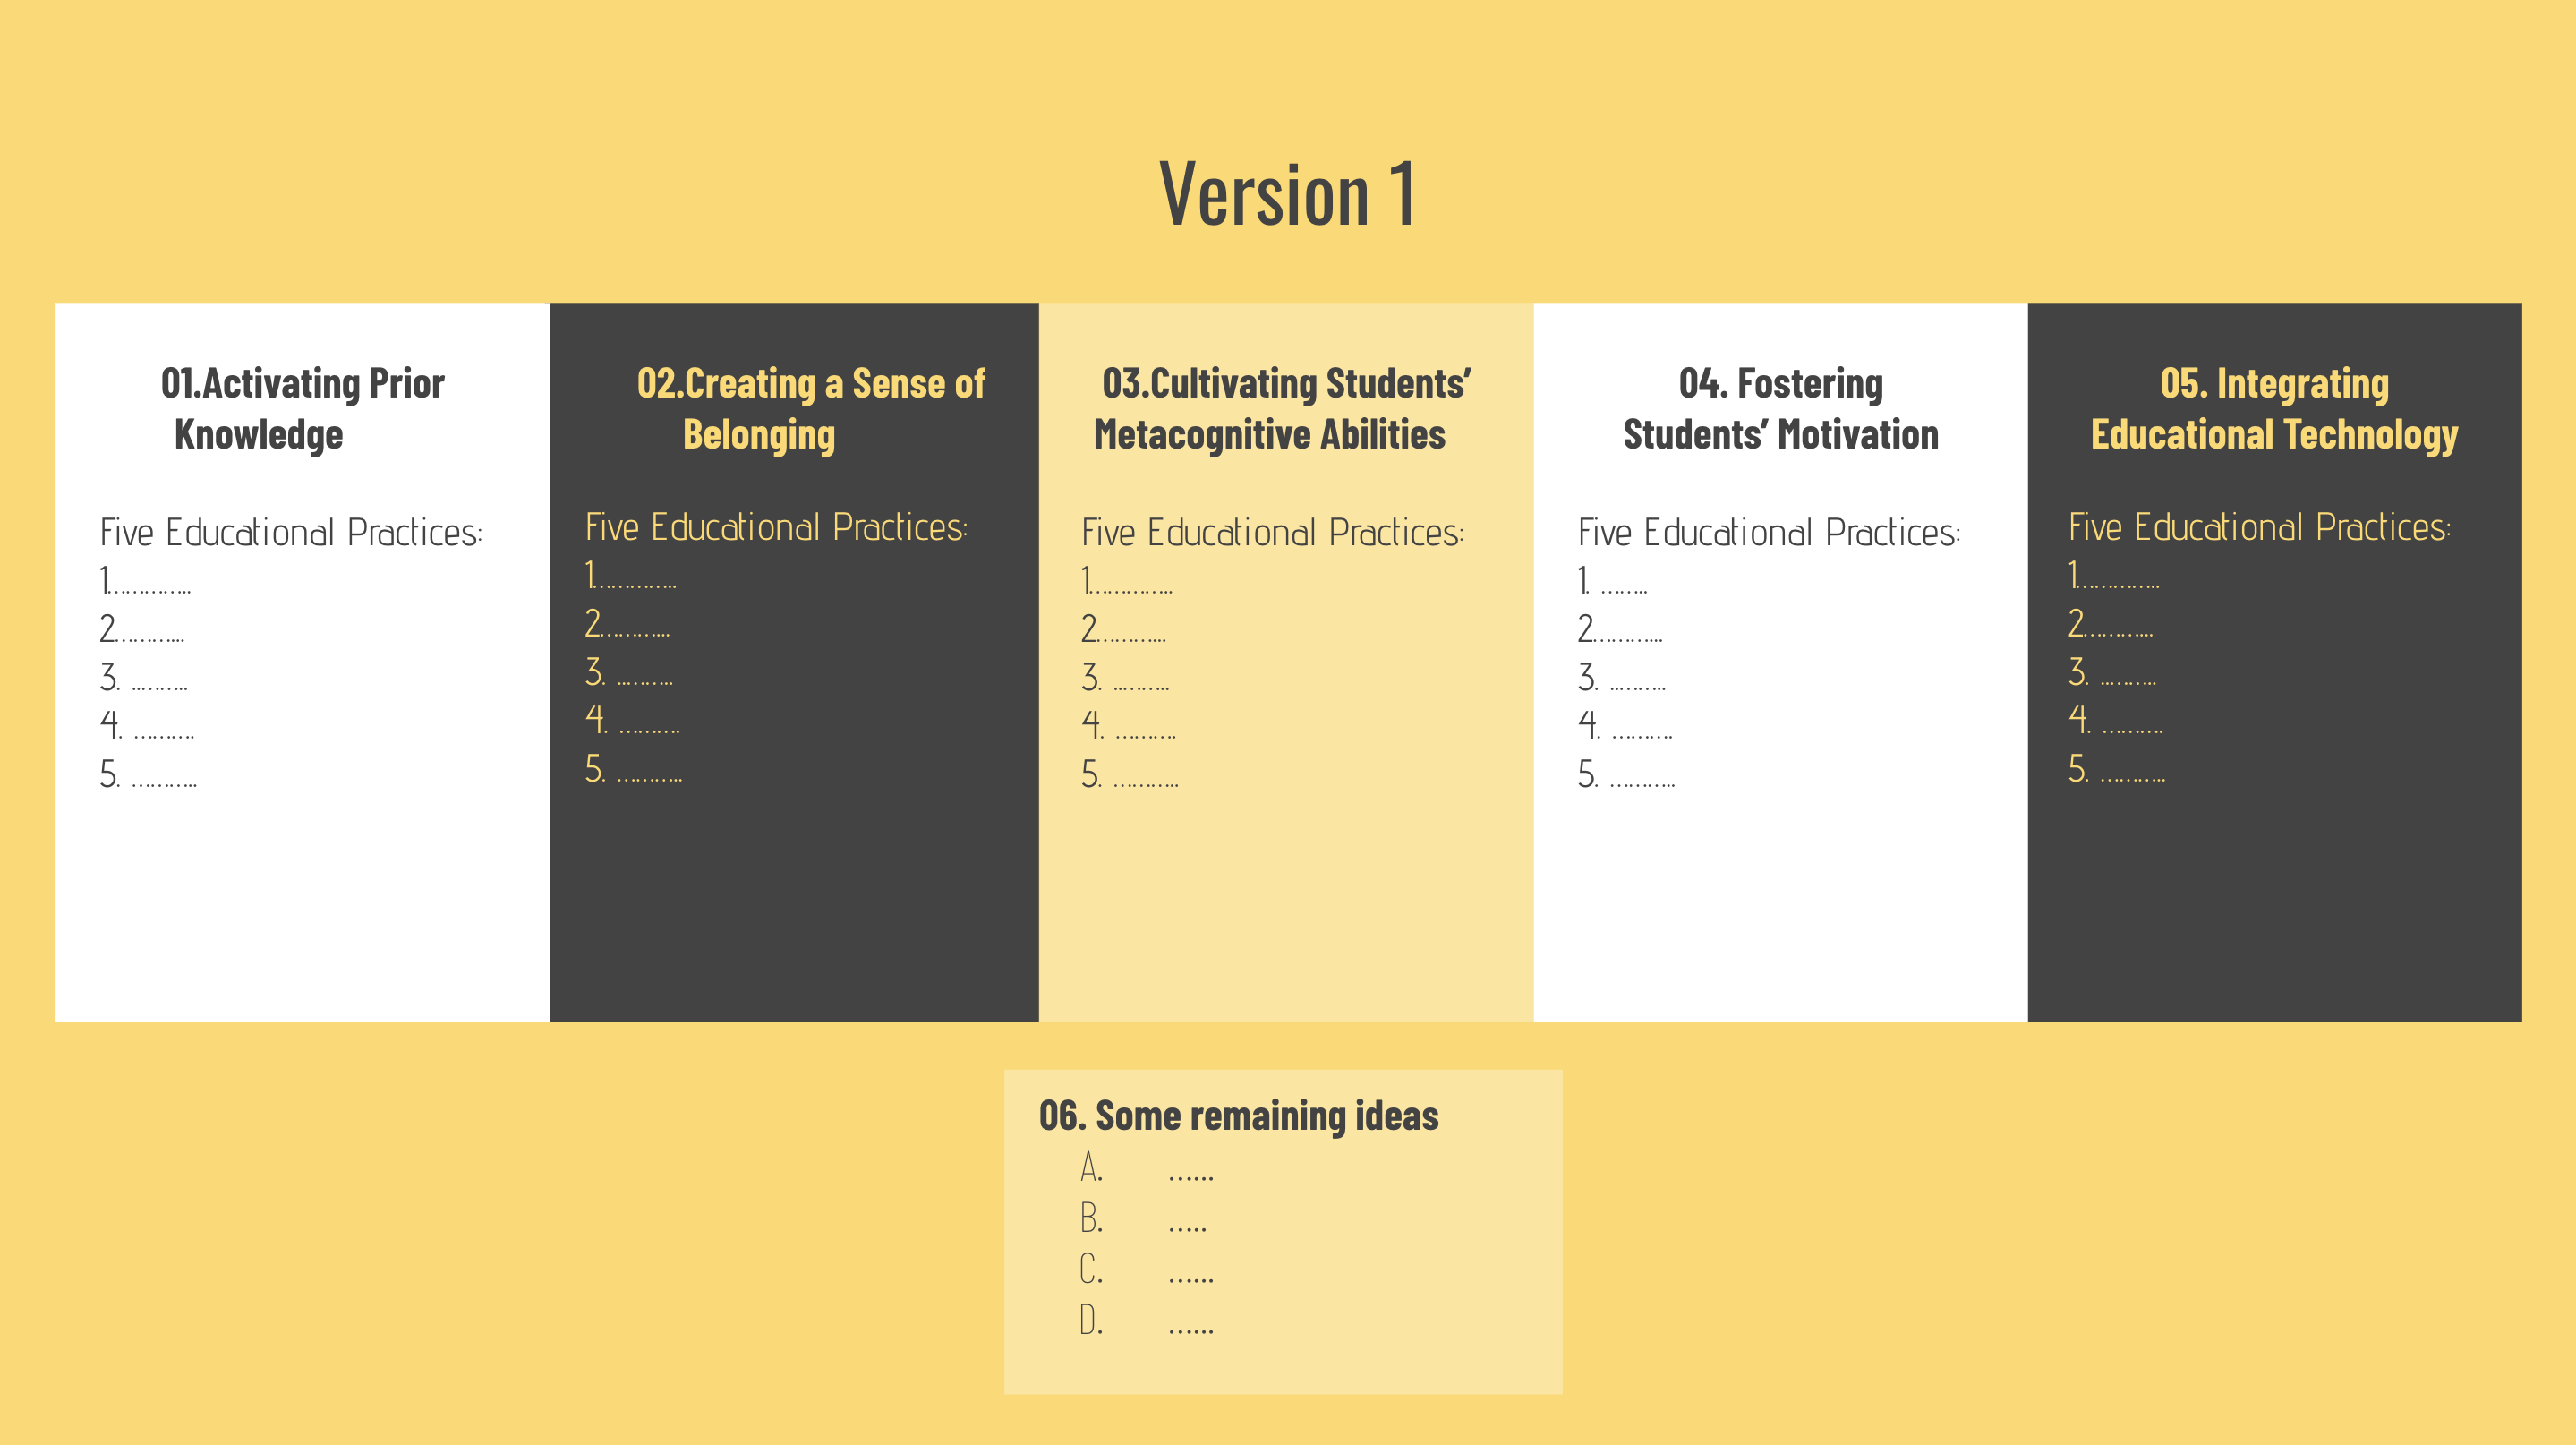 Version 1
01.Activating Prior
Knowledge
Five Educational Practices:
1..............
2...........
3. .........
4. ..........
5. ...........
02.Creating a Sense of
Belonging
Five Educational Practices:
1..............
2...........
3. .........
4. ..........
5. ...........
03.Cultivating Students’
Metacognitive Abilities
Five Educational Practices:
1..............
2...........
3. .........
4. ..........
5. ...........
04. Fostering
Students’ Motivation
Five Educational Practices:
1. ........
2...........
3. .........
4. ..........
5. ...........
05. Integrating
Educational Technology
Five Educational Practices:
1..............
2...........
3. .........
4. ..........
5. ...........
06. Some remaining ideas
A. ......
B. .....
C. ......
D. ......